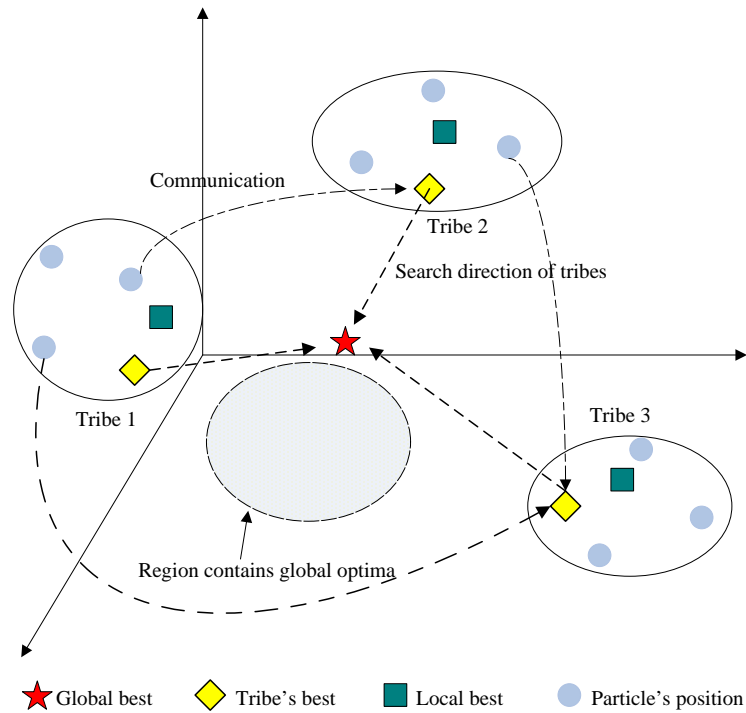 Communication
Tribe 2
Search direction of tribes
Tribe 1
Tribe 3
Region contains global optima
Global best
Tribe's best
Local best
Particle's position